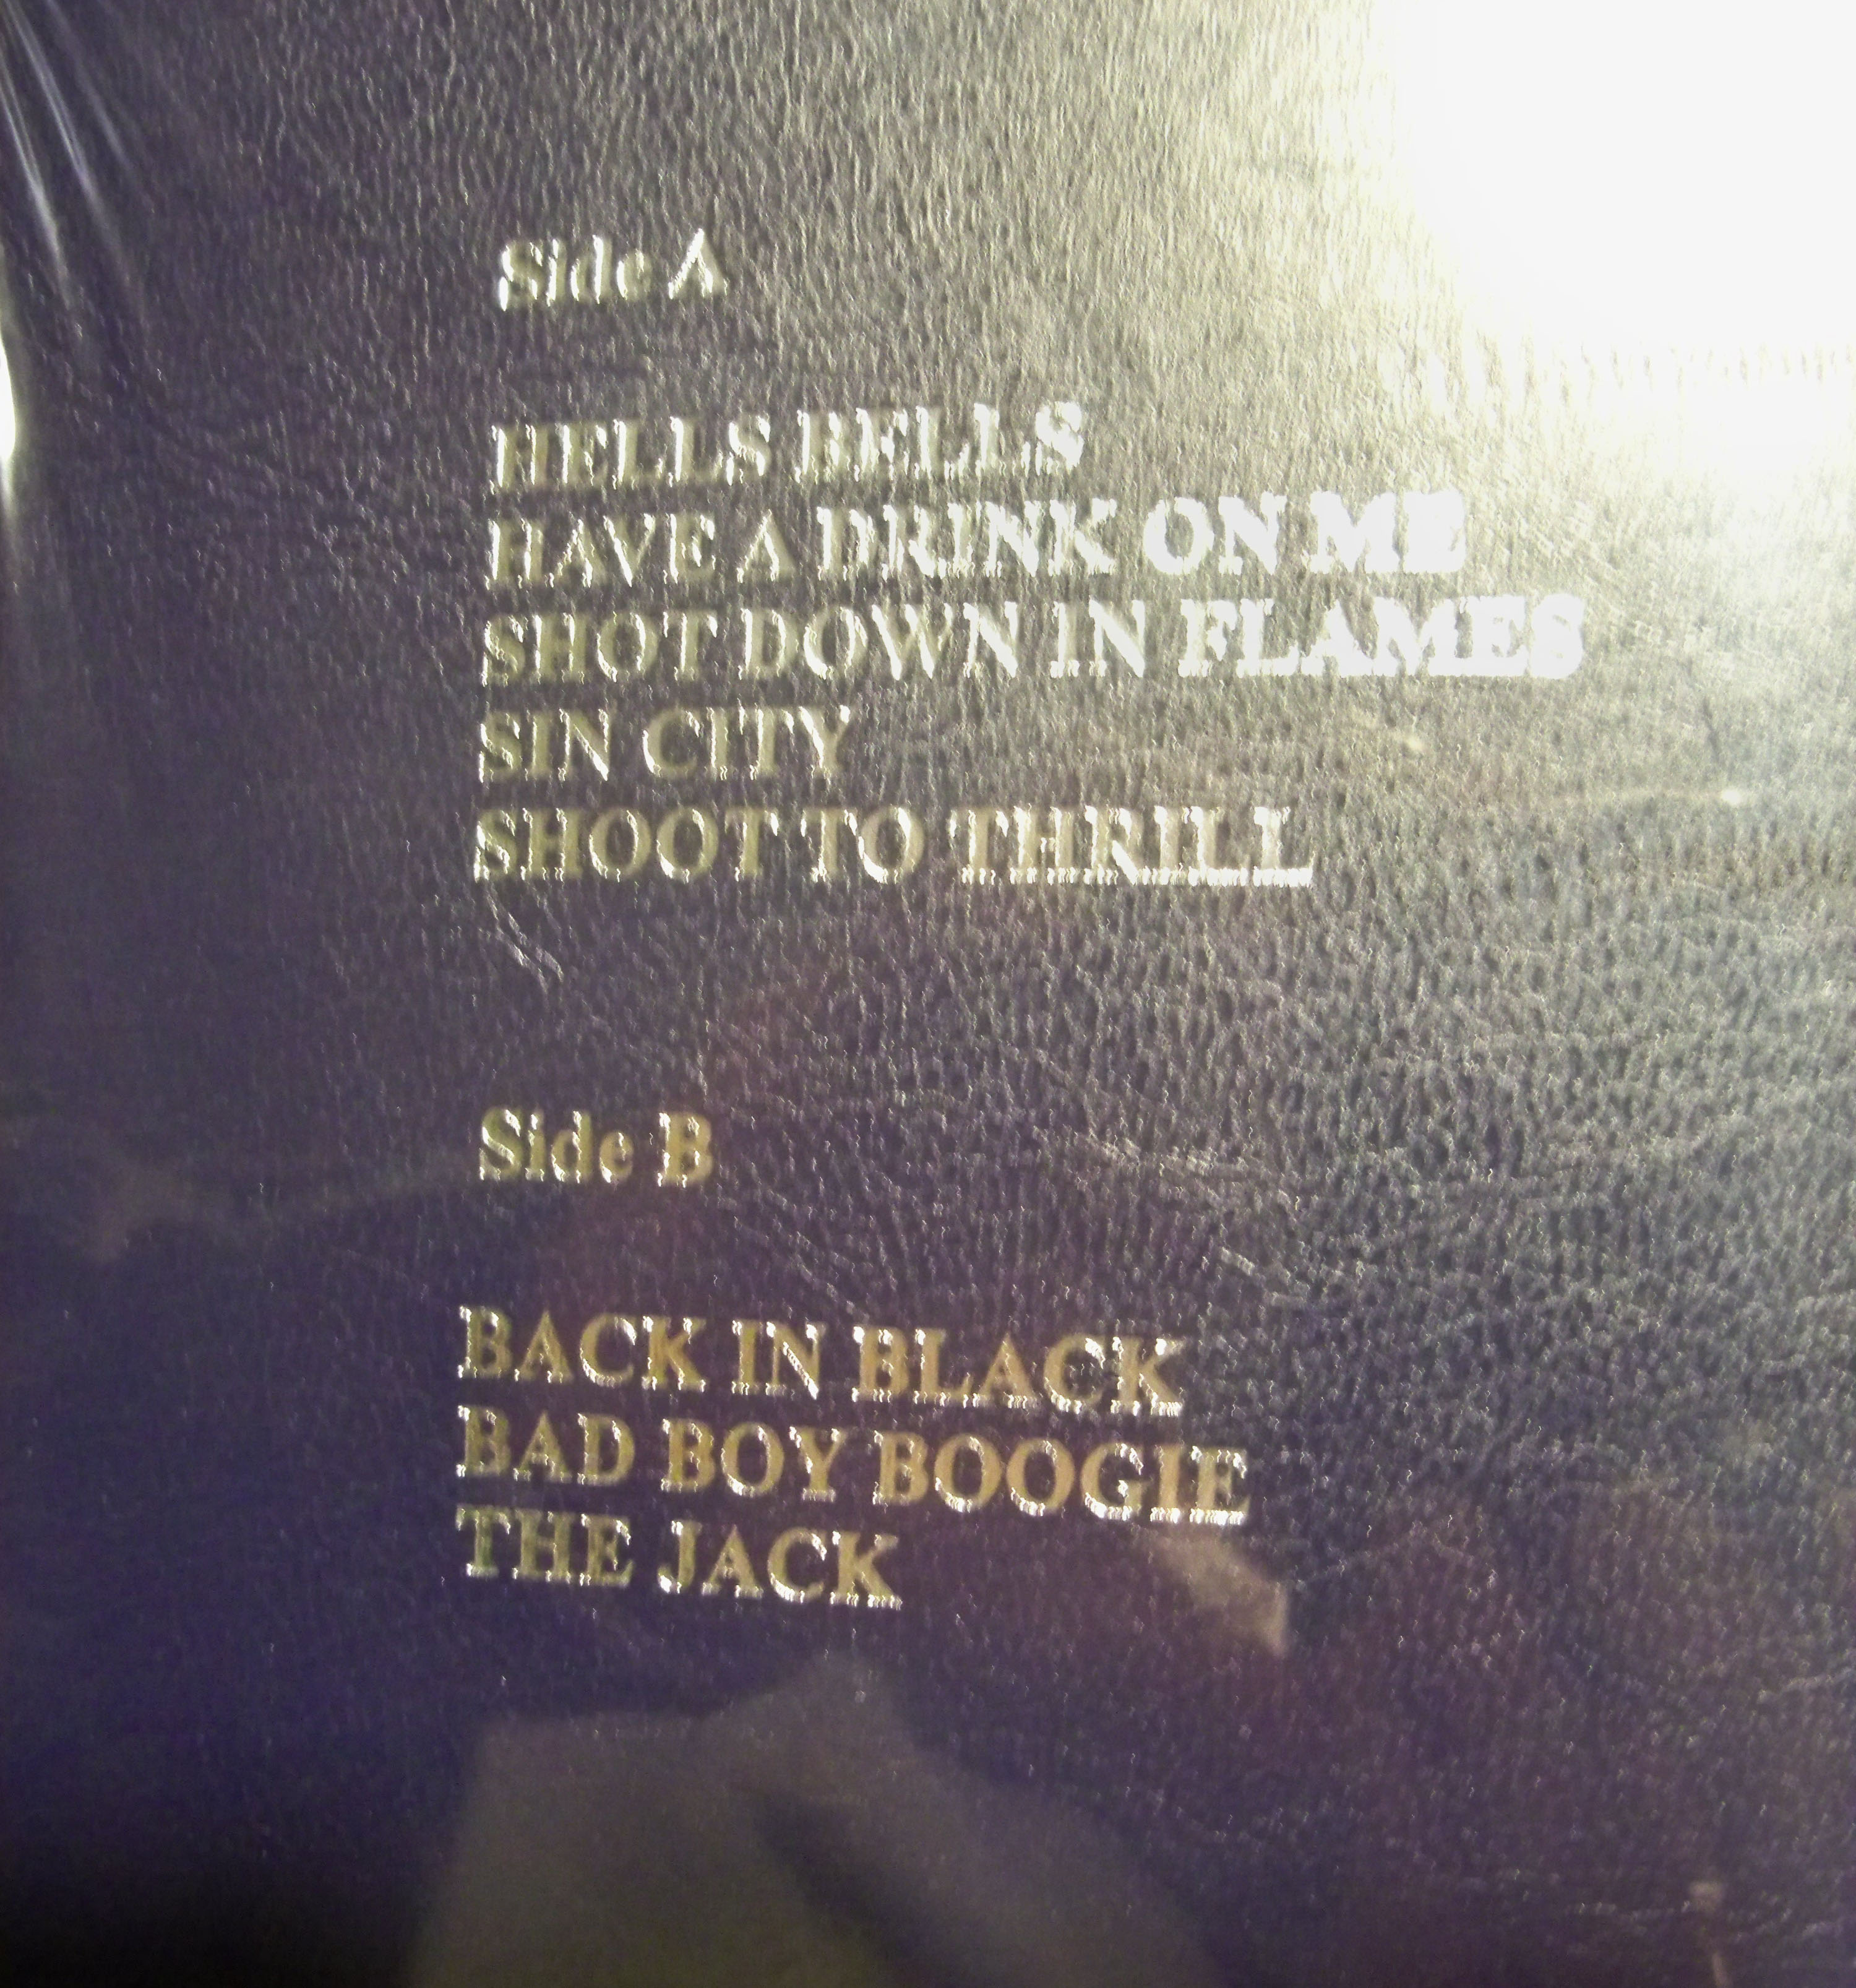 Side A
HELLS BELLS
HAVE A DRINK ON ME
SHOT DOWN IN FLAMES
SIN CITY
SHOOT TO THRILL
Side B
BACK IN BLACK
BAD BOY BOOGIE
THE JACK